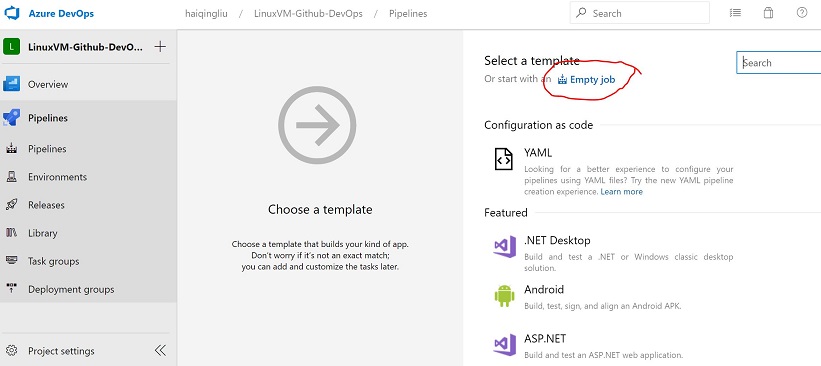 Azure DevOps
haiqingliu / LinuxVM-Github-DevOps / Pipelines /
Search
L LinuxVM-Github-DevO... +
Overview
Pipelines
Pipelines
Environments
Releases
Library
Task groups
Deployment groups
Project settings
Choose a template
Choose a template that builds your kind of app.
Don't worry if it's not an exact match;
you can add and customize the tasks later.
Select a template
Or start with an Empty job
Search
Configuration as code
YAML
Looking for a better experience to configure your
pipelines using YAML files? Try the new YAML pipeline
creation experience. Learn more
Featured
.NET Desktop
Build and test a .NET or Windows classic desktop
solution.
Android
Build, test, sign, and align an Android APK.
ASP.NET
Build and test an ASP.NET web application.